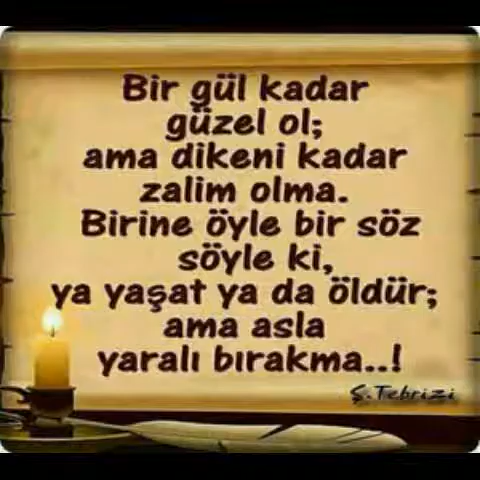 Bir gül kadar
güzel ol;
ama dikeni kadar
zalim olma.
Birine öyle bir söz
söyle ki,
ya yaşat ya da öldür;
ama asla
yaralı bırakma..!
Ş.Tebrizi